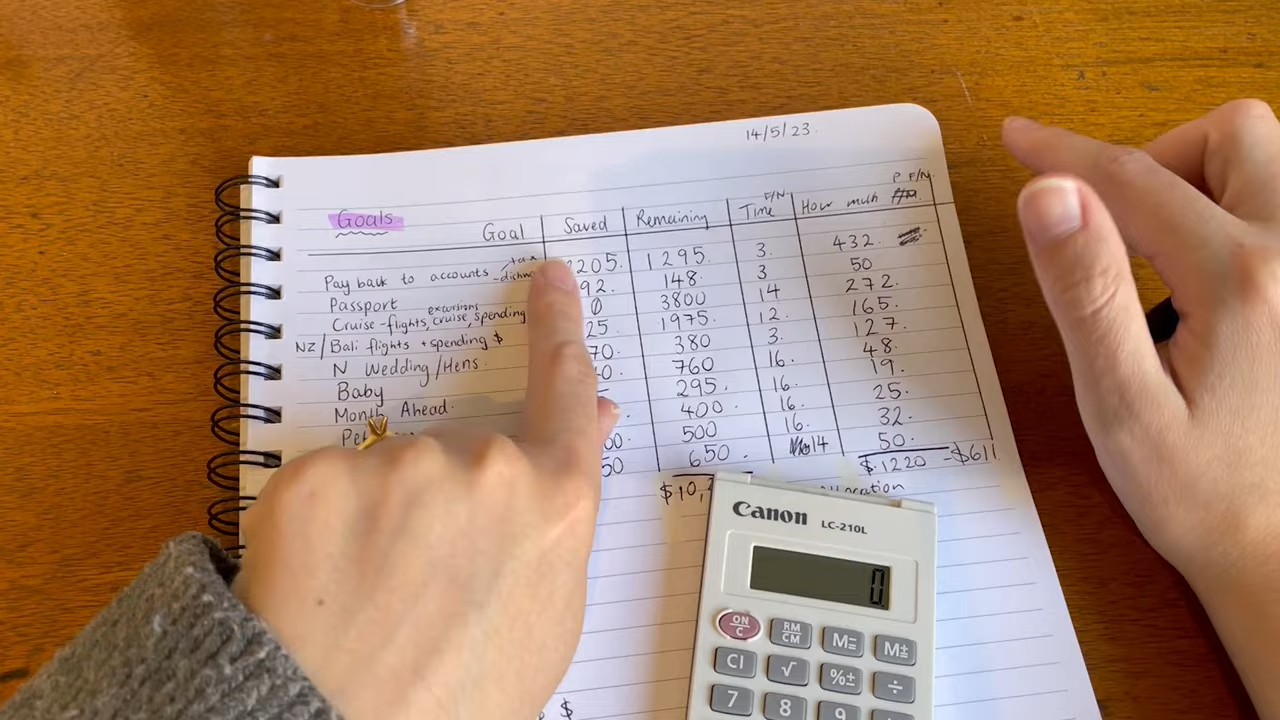 14/5/23.
P F/N
F/N
Goals Goal Saved Remaining Time How much
Pay back to accounts 205. 1295. 3. 432.
Passport 92. 148. 3 50
excursions
Cruise-flights, cruise, spending 0 3800 14 272.
NZ/Bali flights + spending $ 25 1975. 12. 165.
N Wedding/Hens 70. 380 3. 127.
Baby 0. 760 16. 48.
Month Ahead. 295. 16. 19.
400. 16. 25.
500 16. 32
50 650. 14 50.
$10, $1220 - $611
Canon LC-210L
0
ON/C RM/CM M= M±
CI √ %± ÷
7 8 9
$